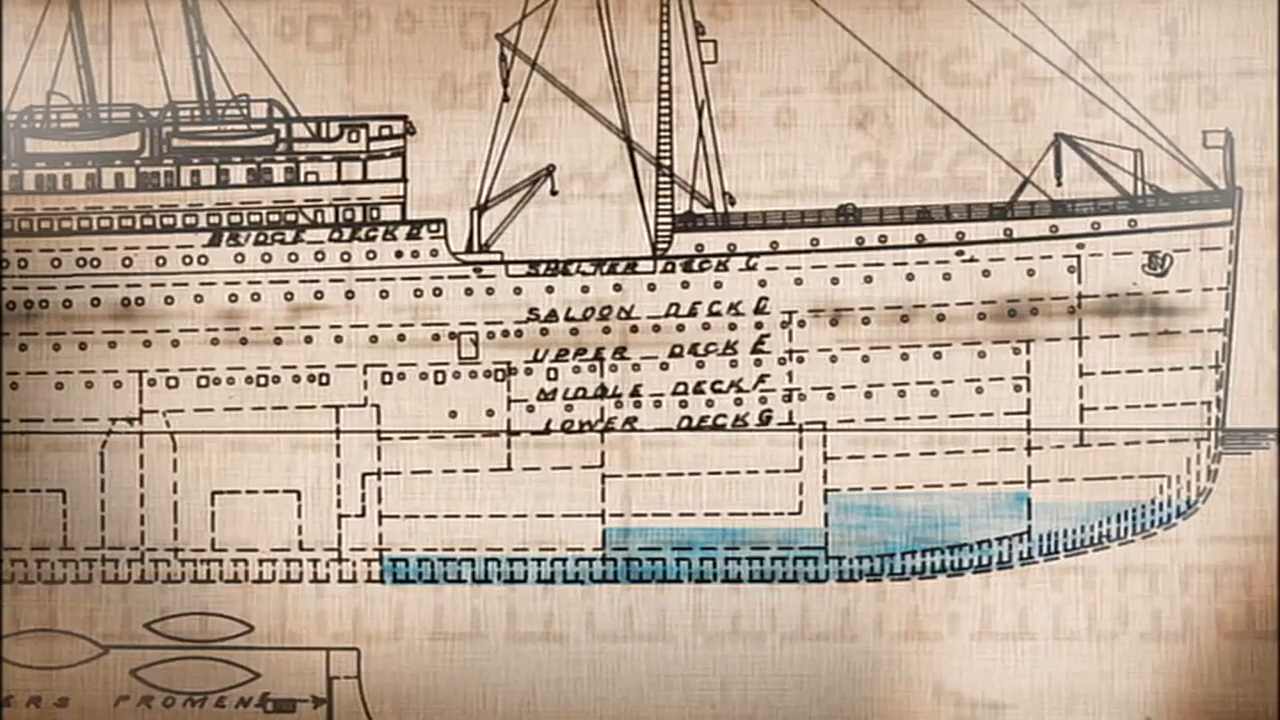 BRIDGE DECK B
SHELTER DECK C
SALOON DECK D
UPPER DECK E
MIDDLE DECK F
LOWER DECK G